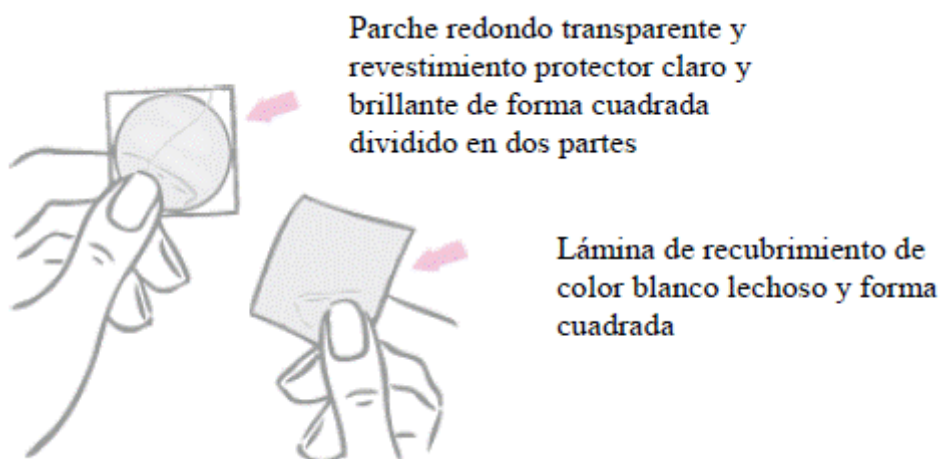 Parche redondo transparente y
revestimiento protector claro y
brillante de forma cuadrada
dividido en dos partes
Lámina de recubrimiento de
color blanco lechoso y forma
cuadrada